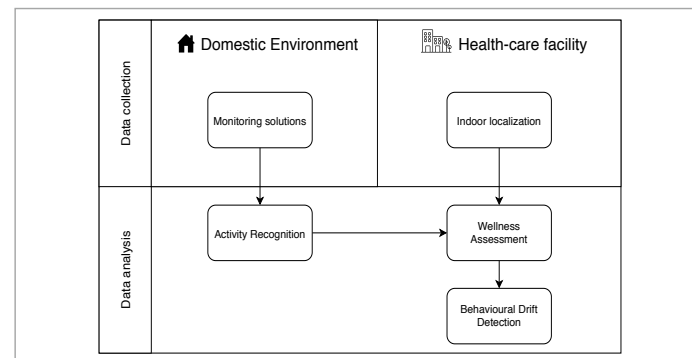 Domestic Environment
Health-care facility
Data collection
Monitoring solutions
Indoor localization
Data analysis
Activity Recognition
Wellness
Assessment
Behavioural Drift
Detection